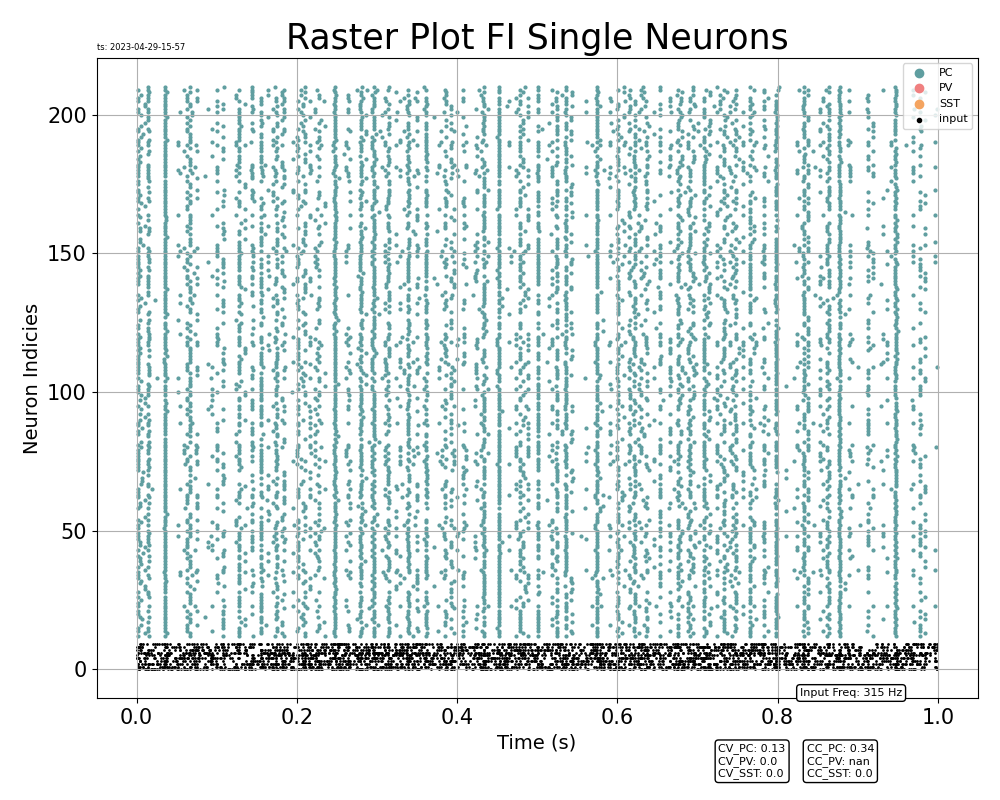 Raster Plot FI Single Neurons
ts: 2023-04-29-15-57
PC
PV
SST
input
200
150
100
50
0
Neuron Indicies
0.0 0.2 0.4 0.6 0.8 1.0
Time (s)
Input Freq: 315 Hz
CV_PC: 0.13
CV_PV: 0.0
CV_SST: 0.0
CC_PC: 0.34
CC_PV: nan
CC_SST: 0.0